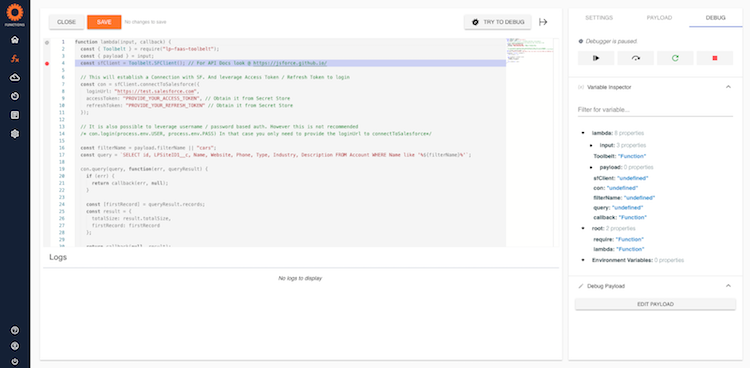 FUNCTIONS
CLOSE
SAVE
No changes to save
TRY TO DEBUG
1 function lambda(input, callback) {
2 const { Toolbelt } = require("lp-faas-toolbelt");
3 const { payload } = input;
4 const sfClient = Toolbelt.SFClient(); // For API Docs look @ https://jsforce.github.io/
5
6 // This will establish a Connection with SF. And leverage Access Token / Refresh Token to login
7 const con = sfClient.connectToSalesforce({
8 loginUrl: "https://test.salesforce.com",
9 accessToken: "PROVIDE_YOUR_ACCESS_TOKEN", // Obtain it from Secret Store
10 refreshToken: "PROVIDE_YOUR_REFRESH_TOKEN" // Obtain it from Secret Store
11 });
12
13 // It is also possible to leverage username / password based auth. However this is not recommended
14 /* con.login(process.env.USER, process.env.PASS) In that case you only need to provide the loginUrl to connectToSalesforce*/
15
16 const filterName = payload.filterName || "cars";
17 const query = `SELECT Id, LPSiteID__c, Name, Website, Phone, Type, Industry, Description FROM Account WHERE Name like '%${filterName}%'`;
18
19 con.query(query, function(err, queryResult) {
20 if (err) {
21 return callback(err, null);
22 }
23
24 const [firstRecord] = queryResult.records;
25 const result = {
26 totalSize: result.totalSize,
27 firstRecord: firstRecord
28 };
29
return callback(null, result);
Logs
No logs to display
SETTINGS
PAYLOAD
DEBUG
Debugger is paused
Variable Inspector
Filter for variable...
lambda: 8 properties
input: 3 properties
Toolbelt: "Function"
payload: 0 properties
sfClient: "undefined"
con: "undefined"
filterName: "undefined"
query: "undefined"
callback: "Function"
root: 2 properties
require: "Function"
lambda: "Function"
Environment Variables: 0 properties
Debug Payload
EDIT PAYLOAD